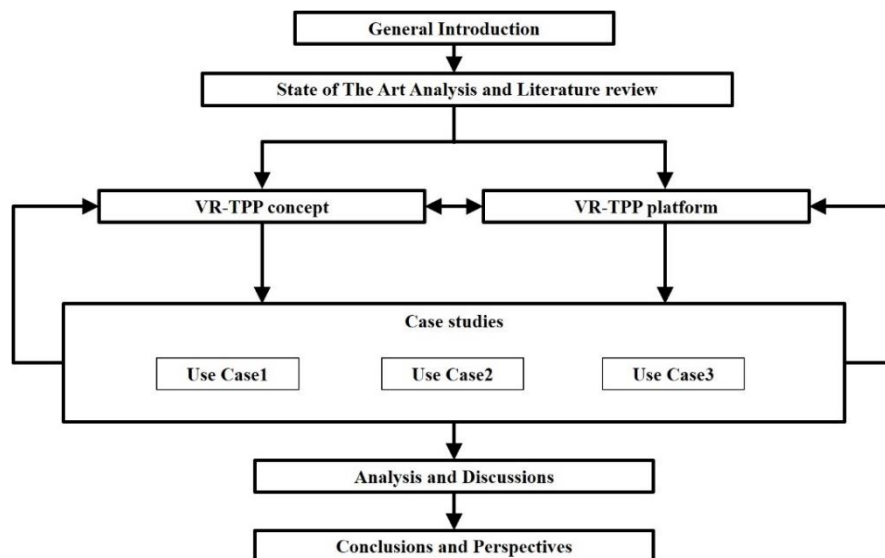 General Introduction
State of The Art Analysis and Literature review
VR-TPP concept
VR-TPP platform
Case studies
Use Case1
Use Case2
Use Case3
Analysis and Discussions
Conclusions and Perspectives